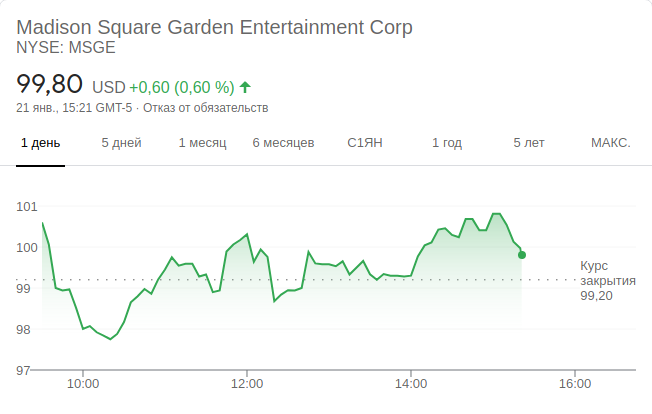 Madison Square Garden Entertainment Corp
NYSE: MSGE
99,80 USD +0,60 (0,60 %)
21 янв., 15:21 GMT-5 · Отказ от обязательств
1 день 5 дней 1 месяц 6 месяцев С1ЯН 1 год 5 лет МАКС.
101
100
99
98
97
Курс
закрытия
99,20
10:00 12:00 14:00 16:00